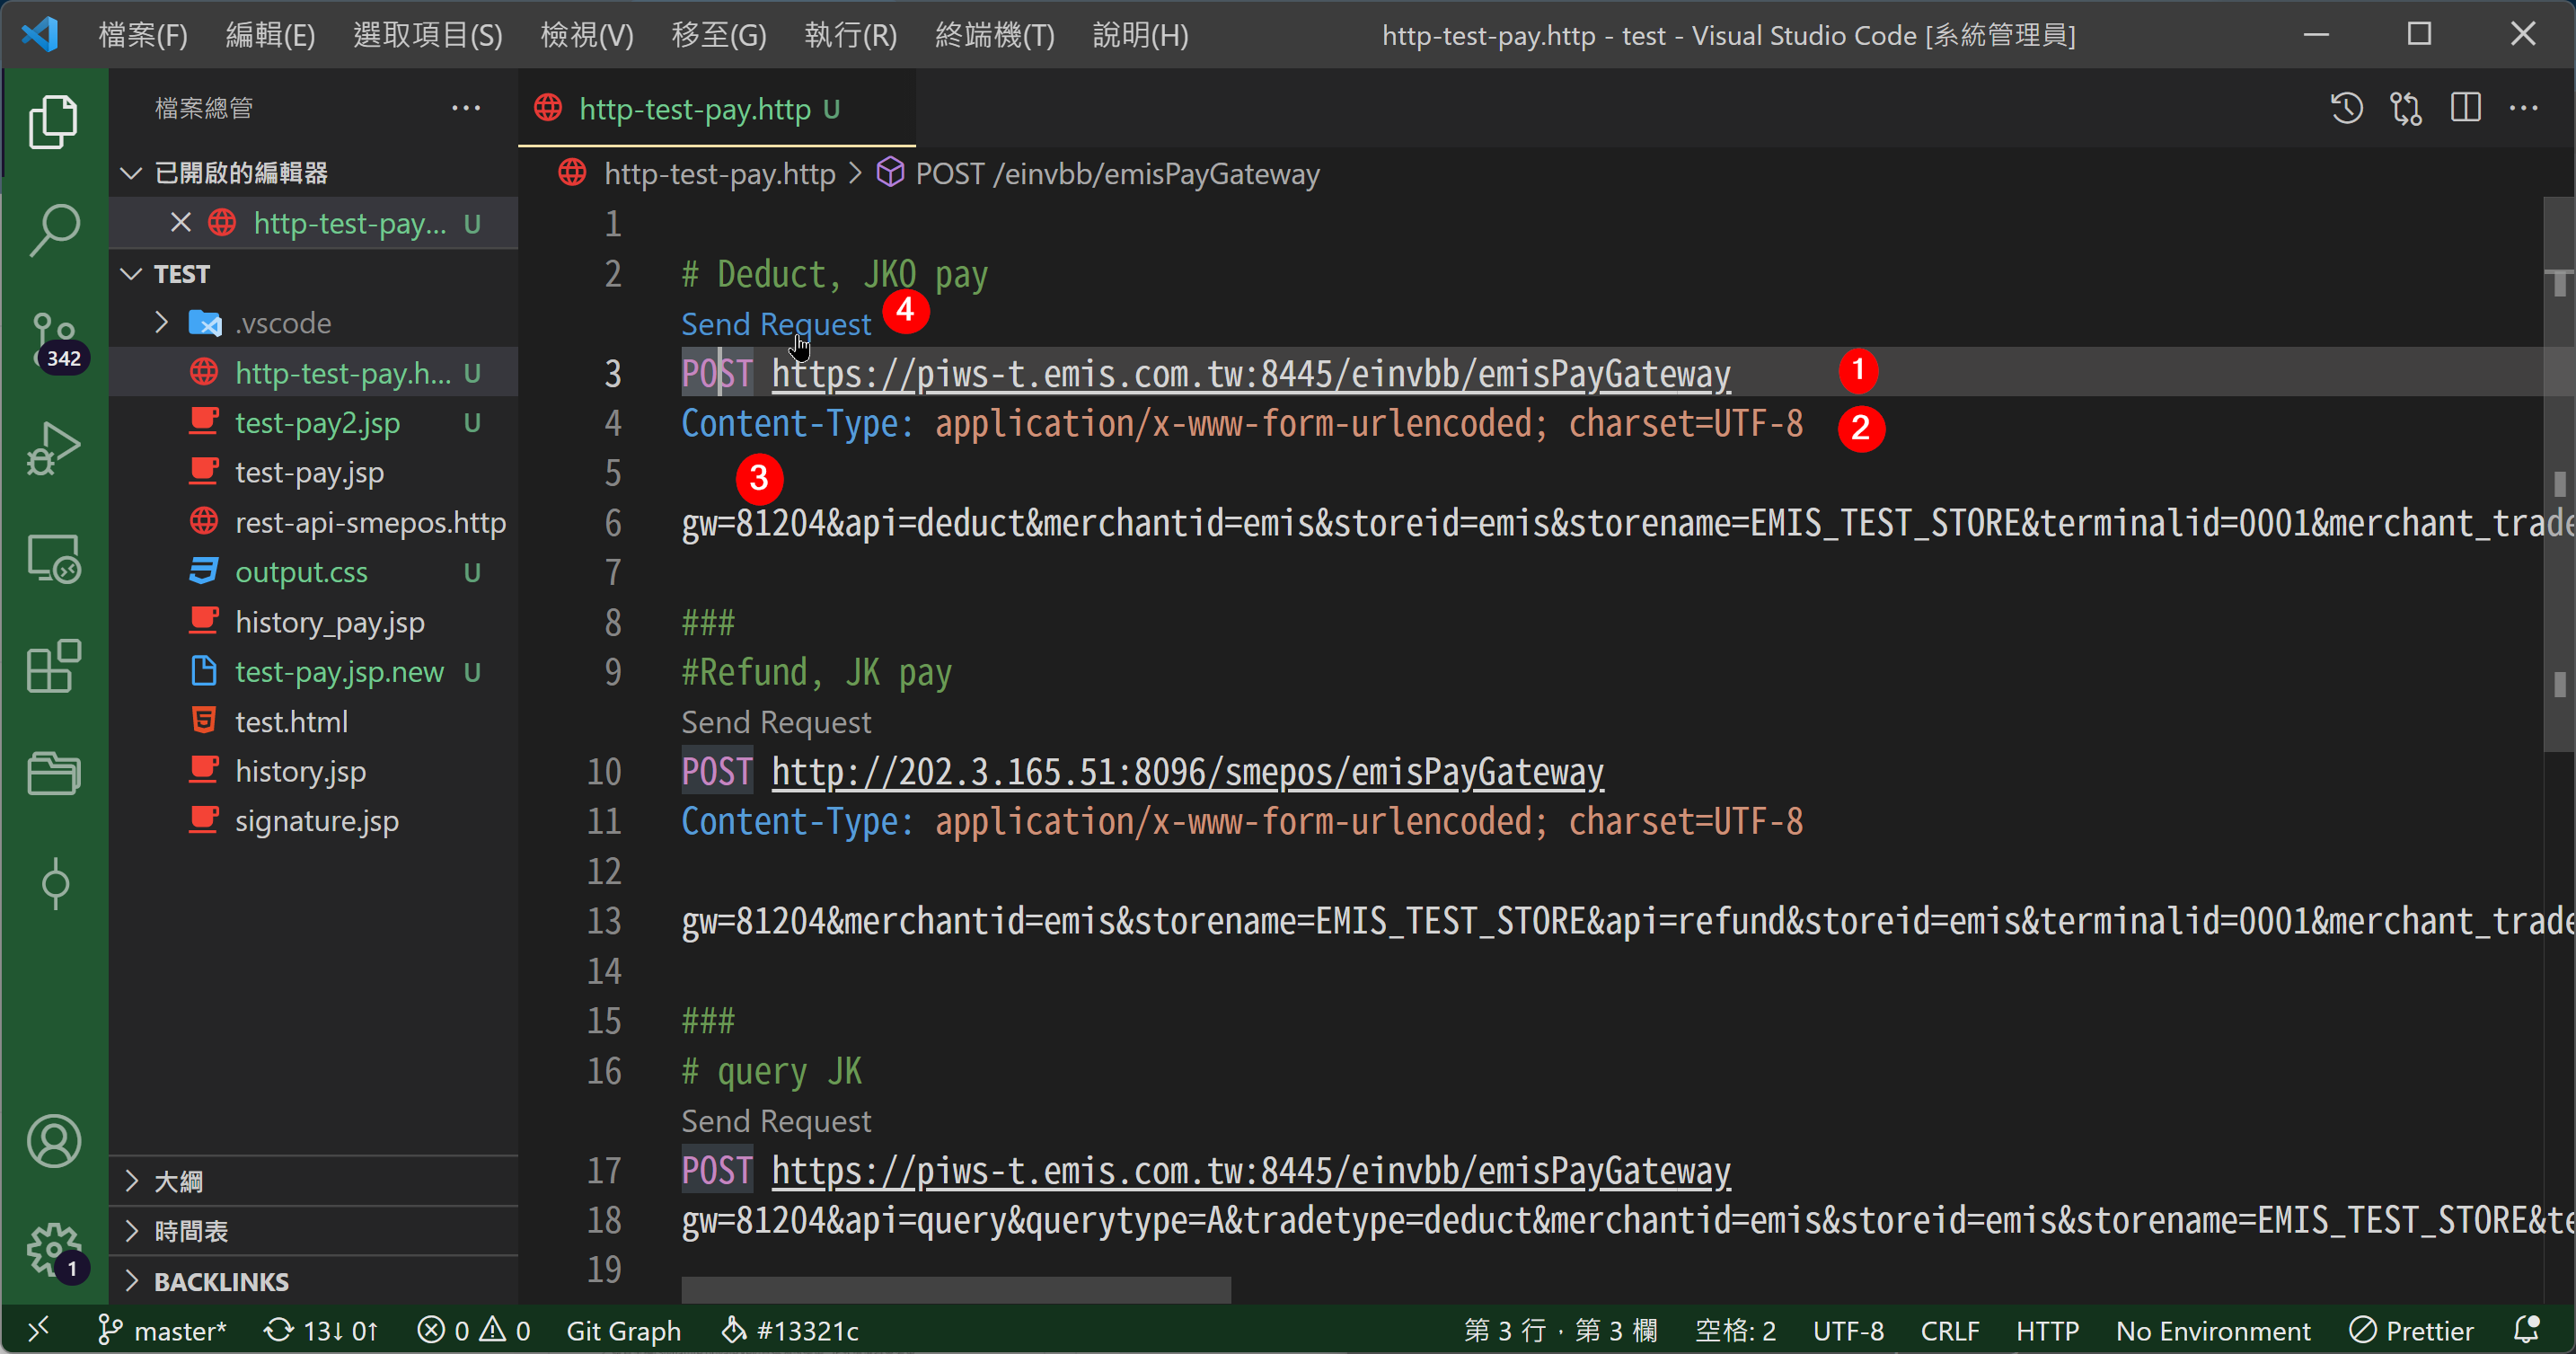 檔案(F) 編輯(E) 選取項目(S) 檢視(V) 移至(G) 執行(R) 終端機(T) 說明(H) http-test-pay.http - test - Visual Studio Code [系統管理員]
檔案總管
已開啟的編輯器
http-test-pay... U
TEST
.vscode
http-test-pay.h... U
test-pay2.jsp U
test-pay.jsp
rest-api-smepos.http
output.css U
history_pay.jsp
test-pay.jsp.new U
test.html
history.jsp
signature.jsp
大綱
時間表
BACKLINKS
342
1
http-test-pay.http U
http-test-pay.http > POST /einvbb/emisPayGateway
1
2 # Deduct, JKO pay
Send Request 4
3 POST https://piws-t.emis.com.tw:8445/einvbb/emisPayGateway 1
4 Content-Type: application/x-www-form-urlencoded; charset=UTF-8 2
5 3
6 gw=81204&api=deduct&merchantid=emis&storeid=emis&storename=EMIS_TEST_STORE&terminalid=0001&merchant_trade
7
8 ###
9 #Refund, JK pay
Send Request
10 POST http://202.3.165.51:8096/smepos/emisPayGateway
11 Content-Type: application/x-www-form-urlencoded; charset=UTF-8
12
13 gw=81204&merchantid=emis&storename=EMIS_TEST_STORE&api=refund&storeid=emis&terminalid=0001&merchant_trade
14
15 ###
16 # query JK
Send Request
17 POST https://piws-t.emis.com.tw:8445/einvbb/emisPayGateway
18 gw=81204&api=query&querytype=A&tradetype=deduct&merchantid=emis&storeid=emis&storename=EMIS_TEST_STORE&te
19
master* 13↓ 0↑ 0 0 Git Graph #13321c 第 3 行，第 3 欄 空格: 2 UTF-8 CRLF HTTP No Environment Prettier